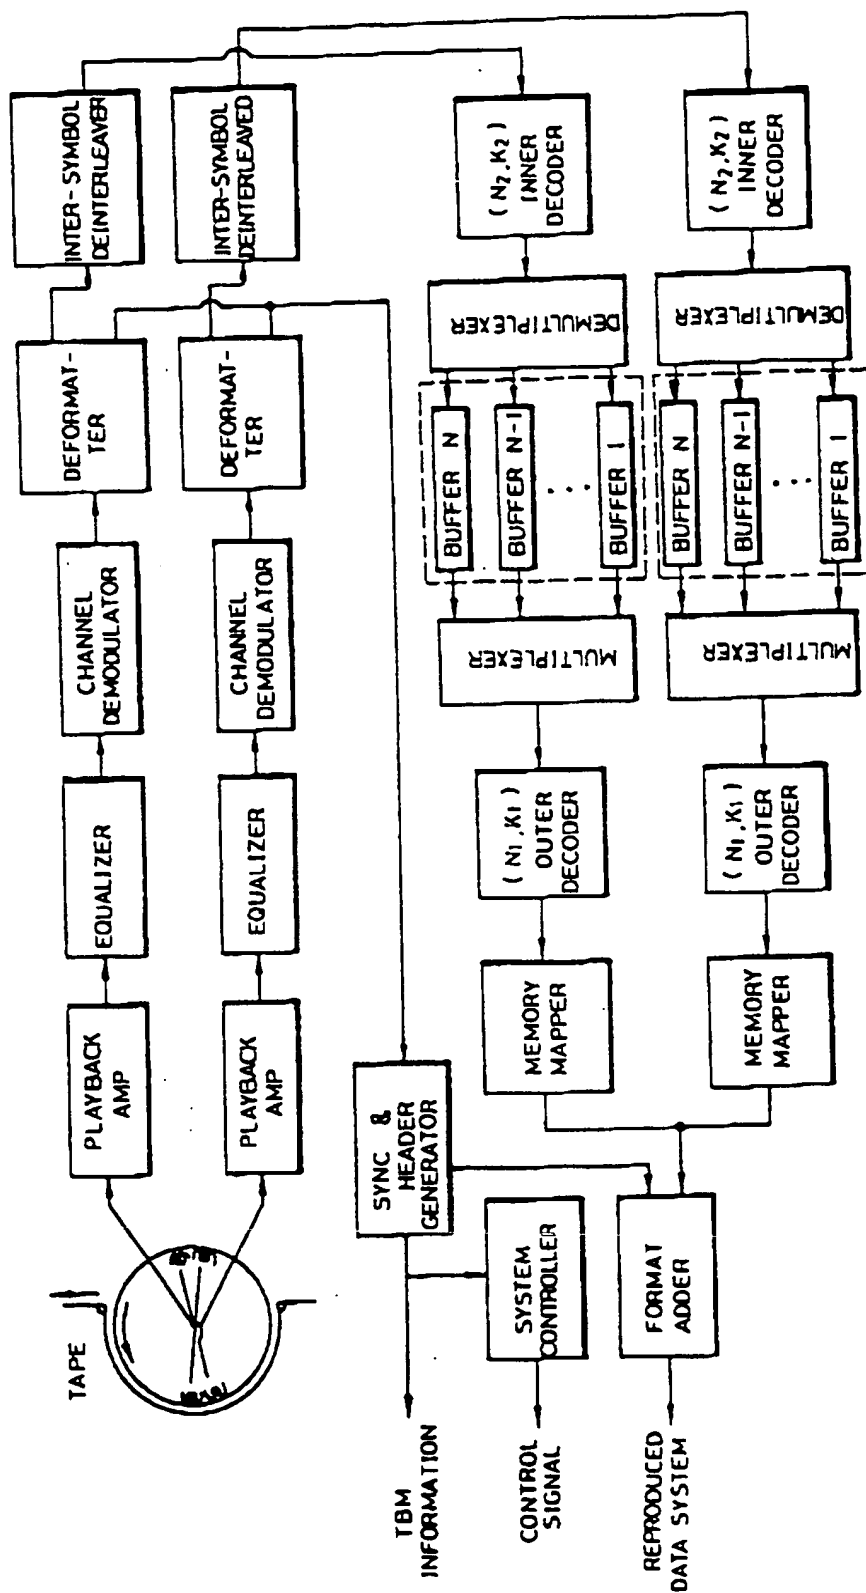 TAPE
PLAYBACK
AMP
EQUALIZER
CHANNEL
DEMODULATOR
DEFORMAT-
TER
INTER-SYMBOL
DEINTERLEAVER
PLAYBACK
AMP
EQUALIZER
CHANNEL
DEMODULATOR
DEFORMAT-
TER
INTER-SYMBOL
DEINTERLEAVED
TBM
INFORMATION
SYNC &
HEADER
GENERATOR
CONTROL
SIGNAL
SYSTEM
CONTROLLER
REPRODUCED
DATA SYSTEM
FORMAT
ADDER
MEMORY
MAPPER
(N1,K1)
OUTER
DECODER
MULTIPLEXER
BUFFER N
BUFFER N-1
...
BUFFER 1
DEMULTIPLEXER
(N2,K2)
INNER
DECODER
MEMORY
MAPPER
(N1,K1)
OUTER
DECODER
MULTIPLEXER
BUFFER N
BUFFER N-1
...
BUFFER 1
DEMULTIPLEXER
(N2,K2)
INNER
DECODER